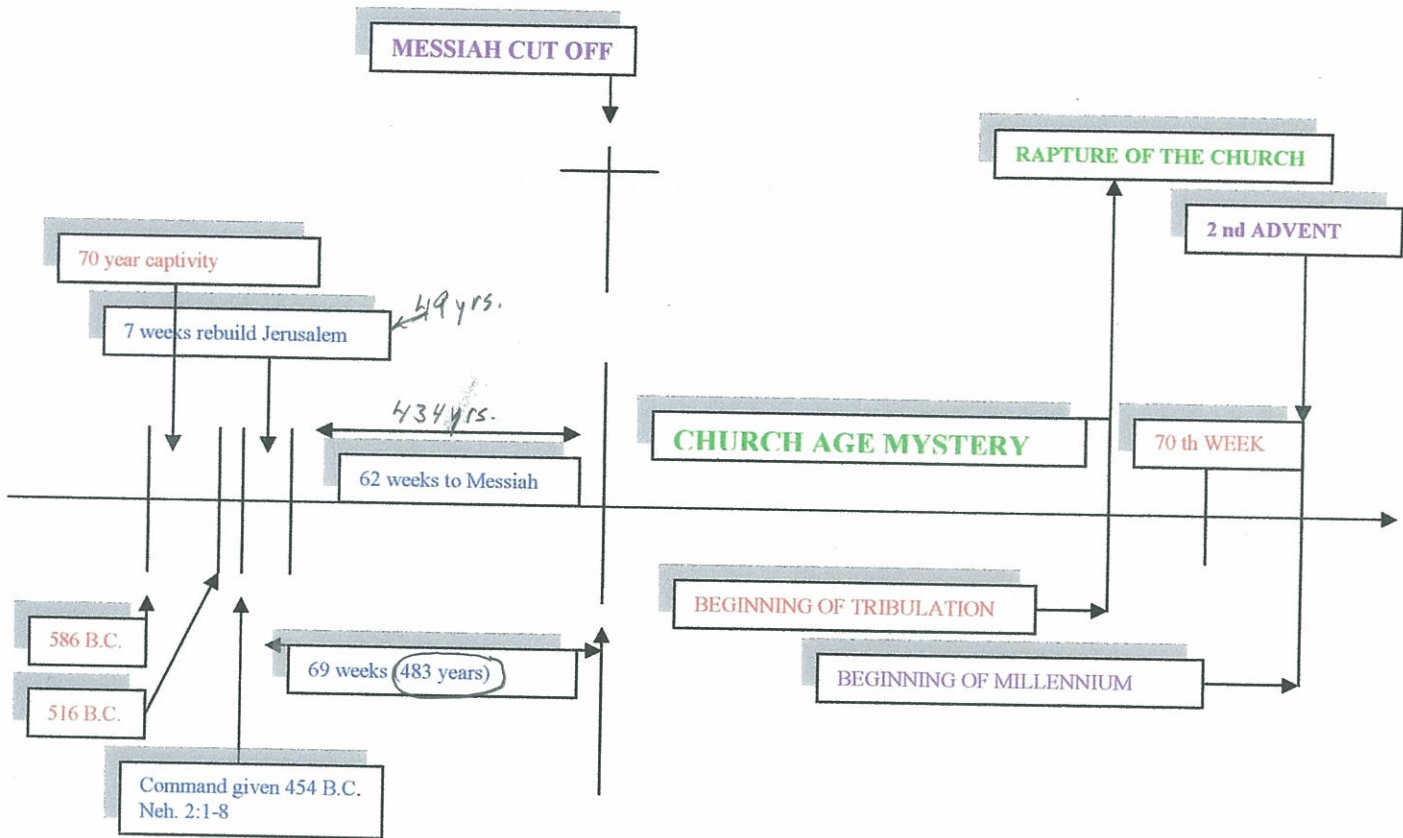 MESSIAH CUT OFF
RAPTURE OF THE CHURCH
2 nd ADVENT
70 year captivity
7 weeks rebuild Jerusalem
49 yrs.
434 yrs.
62 weeks to Messiah
CHURCH AGE MYSTERY
70 th WEEK
586 B.C.
516 B.C.
69 weeks (483 years)
BEGINNING OF TRIBULATION
BEGINNING OF MILLENNIUM
Command given 454 B.C.
Neh. 2:1-8